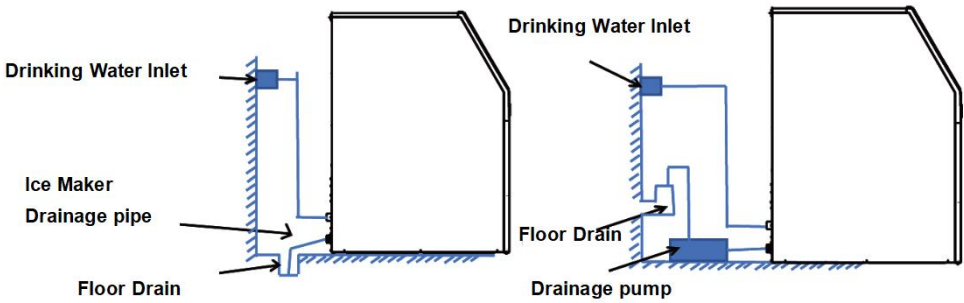 Drinking Water Inlet
Ice Maker
Drainage pipe
Floor Drain
Drinking Water Inlet
Floor Drain
Drainage pump